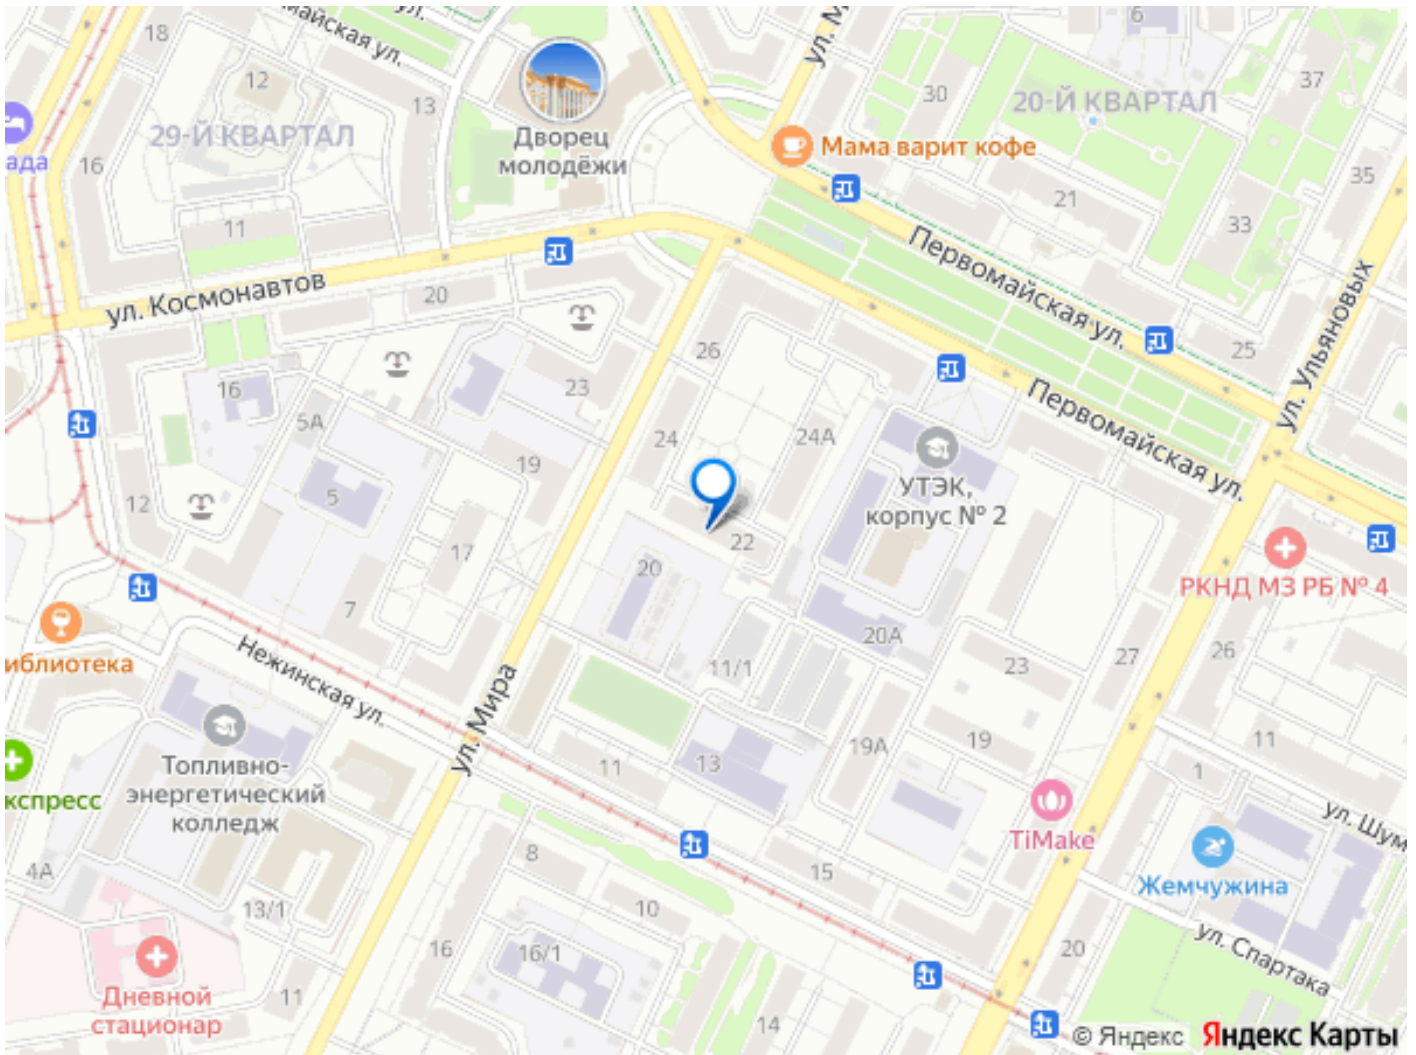 майская ул.
ул.
ул. М
18
12
13
29-Й КВАРТАЛ
16
ада
11
Дворец
молодёжи
6
37
30
20-Й КВАРТАЛ
Мама варит кофе
21
35
33
Первомайская ул.
ул. Космонавтов
20
26
23
25
ул. Ульяновых
16
5А
24
24А
19
Первомайская ул.
УТЭК,
корпус № 2
12
5
17
22
20
7
РКНД МЗ РБ № 4
20А
11/1
23
27
26
иблиотека
Нежинская ул.
ул. Мира
Топливно-
энергетический
колледж
кспресс
11
13
19А
19
11
1
ул. Шум
TiMake
Жемчужина
4А
8
15
13/1
10
16
16/1
20
ул. Спартака
Дневной
стационар
11
14
© Яндекс
Яндекс Карты